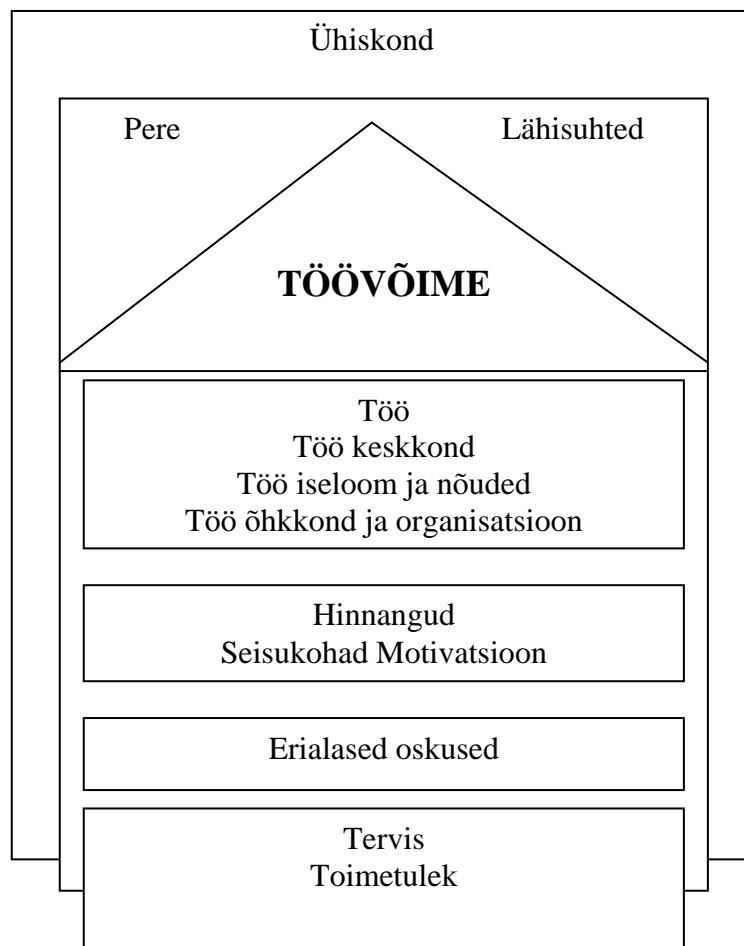 Ühiskond
Pere Lähisuhted
TÖÖVÕIME
Töö
Töö keskkond
Töö iseloom ja nõuded
Töö õhkkond ja organisatsioon
Hinnangud
Seisukohad Motivatsioon
Erialased oskused
Tervis
Toimetulek